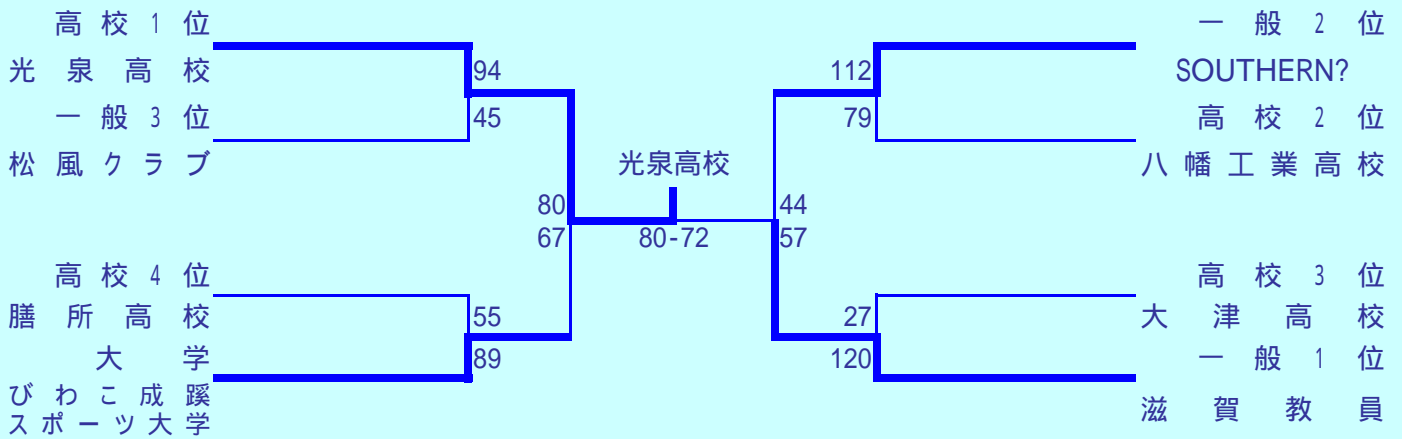 高校1位
光泉高校
94
45
一般3位
松風クラブ
80
67
高校4位
膳所高校
55
89
大学
びわこ成蹊
スポーツ大学
光泉高校
80-72
一般2位
SOUTHERN?
112
79
高校2位
八幡工業高校
44
57
高校3位
大津高校
27
120
一般1位
滋賀教員